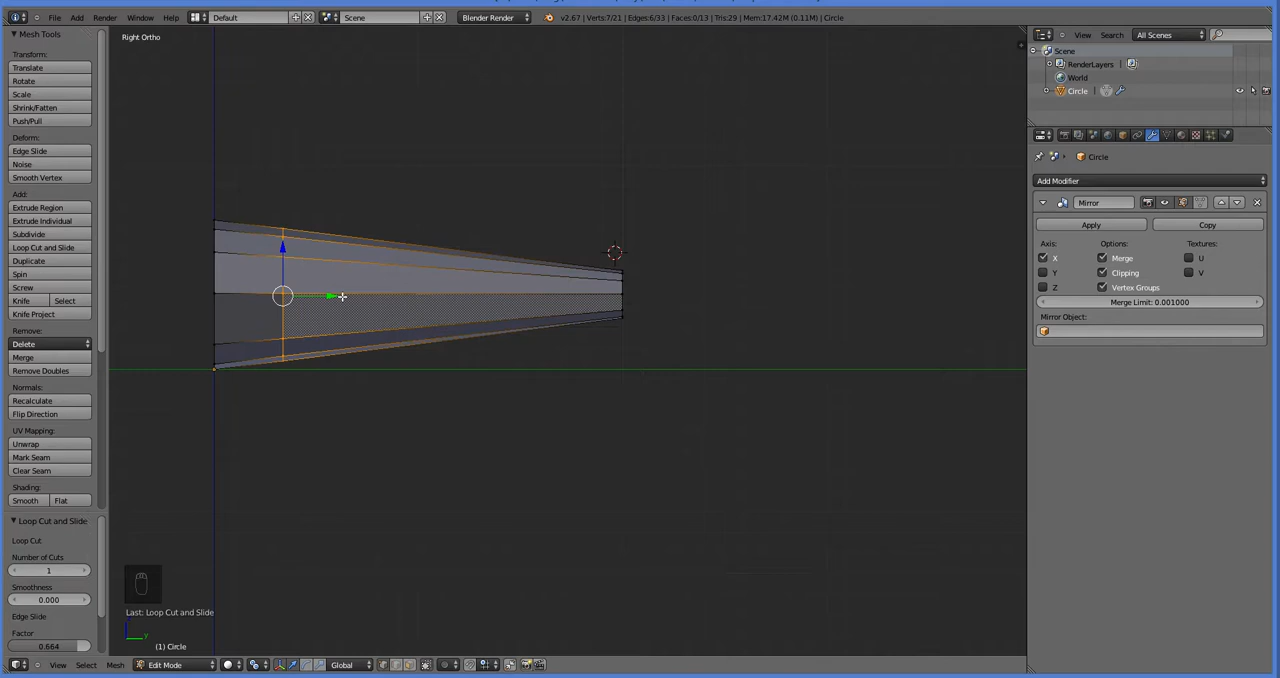 File Add Render Window Help Default Scene Blender Render v2.67 | Verts:7/21 | Edges:6/33 | Faces:0/13 | Tris:29 | Mem:17.42M (0.11M) | Circle
Mesh Tools
Transform:
Translate
Rotate
Scale
Shrink/Fatten
Push/Pull
Deform:
Edge Slide
Noise
Smooth Vertex
Add:
Extrude Region
Extrude Individual
Subdivide
Loop Cut and Slide
Duplicate
Spin
Screw
Knife Select
Knife Project
Remove:
Delete
Merge
Remove Doubles
Normals:
Recalculate
Flip Direction
UV Mapping:
Unwrap
Mark Seam
Clear Seam
Shading:
Smooth Flat
Loop Cut and Slide
Loop Cut
Number of Cuts
1
Smoothness
0.000
Edge Slide
Factor
0.664
Right Ortho
Last: Loop Cut and Slide
y
(1) Circle
View Select Mesh Edit Mode Global
View Search All Scenes
Scene
RenderLayers
World
Circle
Circle
Add Modifier
Mirror
Apply Copy
Axis: Options: Textures:
X Merge U
Y Clipping V
Z Vertex Groups
Merge Limit: 0.001000
Mirror Object: